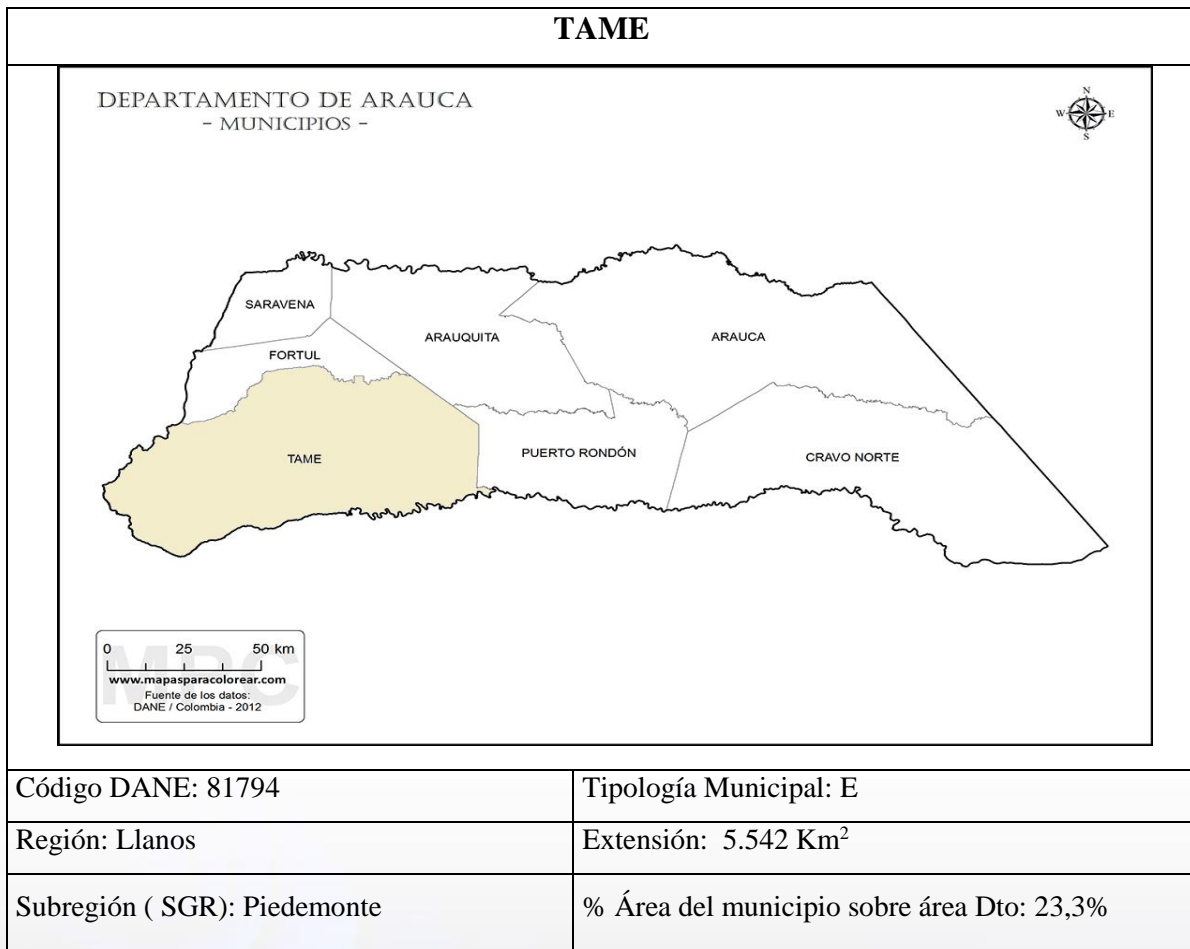 TAME
DEPARTAMENTO DE ARAUCA
- MUNICIPIOS -
N
W E
S
SARAVENA
ARAUQUITA
ARAUCA
FORTUL
TAME
PUERTO RONDÓN
CRAVO NORTE
0 25 50 km
MPC
www.mapasparacolorear.com
Fuente de los datos:
DANE / Colombia - 2012
Código DANE: 81794
Tipología Municipal: E
Región: Llanos
Extensión: 5.542 Km²
Subregión ( SGR): Piedemonte
% Área del municipio sobre área Dto: 23,3%